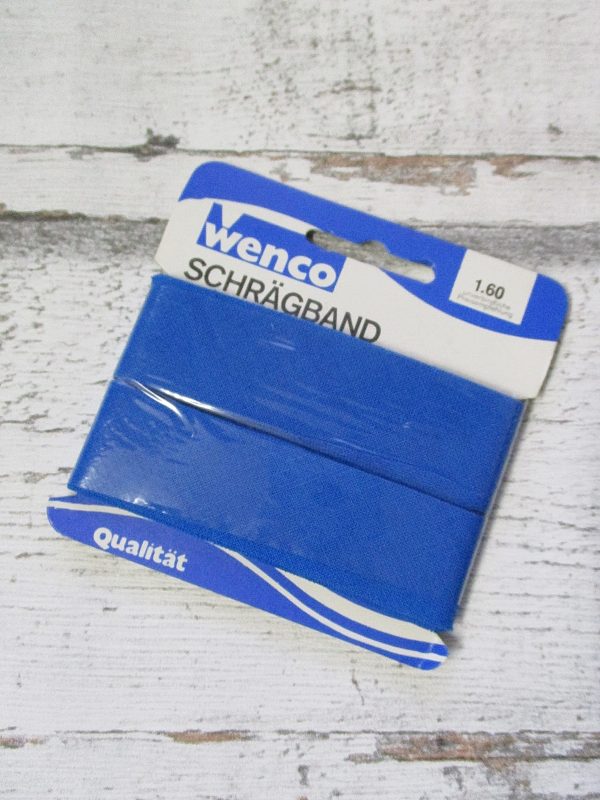 wenco
SCHRÄGBAND
1.60
Qualität